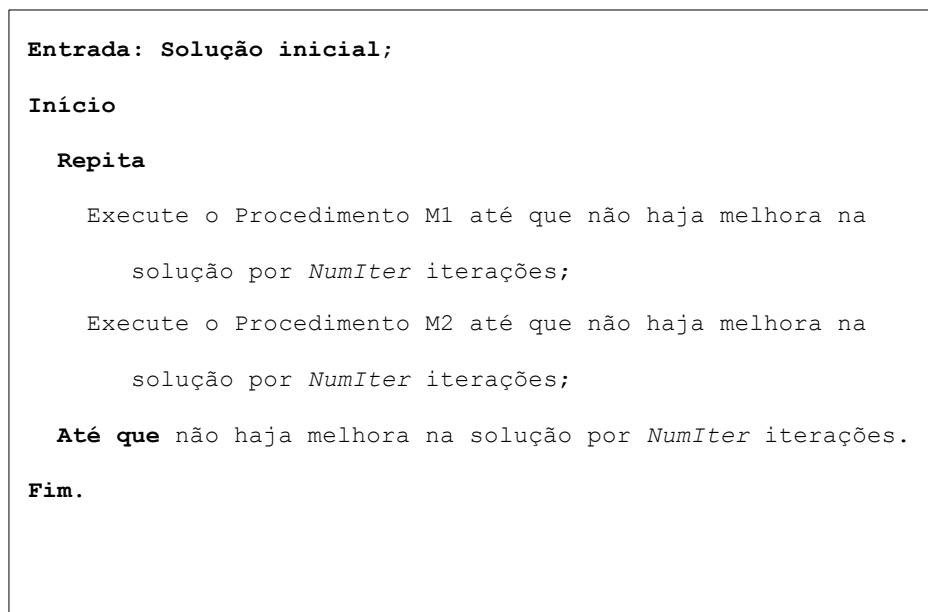 Entrada: Solução inicial;
Início
Repita
Execute o Procedimento M1 até que não haja melhora na
solução por NumIter iterações;
Execute o Procedimento M2 até que não haja melhora na
solução por NumIter iterações;
Até que não haja melhora na solução por NumIter iterações.
Fim.